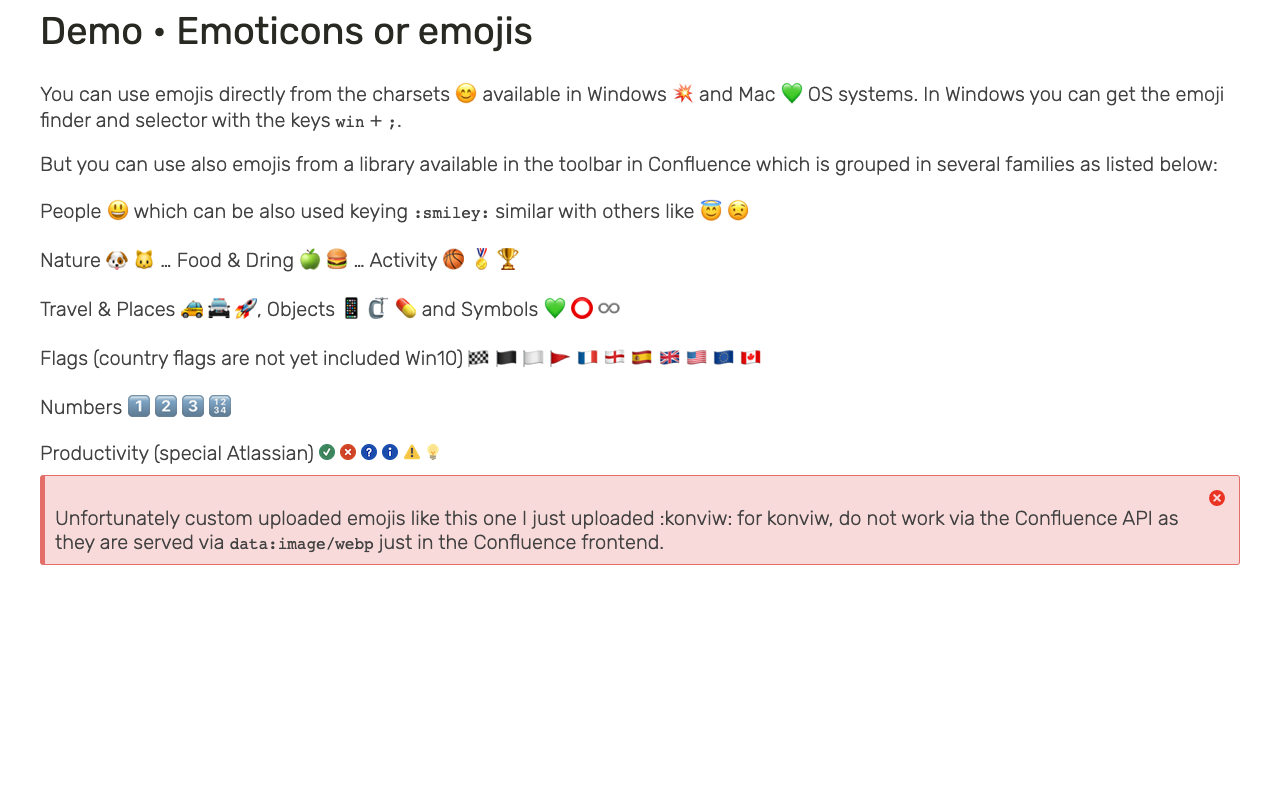 Demo • Emoticons or emojis
You can use emojis directly from the charsets 😊 available in Windows 💥 and Mac 💚 OS systems. In Windows you can get the emoji
finder and selector with the keys win + ;.
But you can use also emojis from a library available in the toolbar in Confluence which is grouped in several families as listed below:
People 😃 which can be also used keying :smiley: similar with others like 😇 😟
Nature 🐶 🐱 … Food & Dring 🍏 🍔 … Activity 🏀 🏅 🏆
Travel & Places 🚕 🚔 🚀, Objects 📱 🗜 💊 and Symbols 💚 ⭕ ♾
Flags (country flags are not yet included Win10) 🏁 🏴 🏳 🚩 🇫🇷 🏴󠁧󠁢󠁥󠁮󠁧󠁿 🇪🇸 🇬🇧 🇺🇸 🇪🇺 🇨🇦
Numbers 1️⃣ 2️⃣ 3️⃣ 🔢
Productivity (special Atlassian) ✅ ❌ ❓ ℹ ⚠ 💡
Unfortunately custom uploaded emojis like this one I just uploaded :konviw: for konviw, do not work via the Confluence API as
they are served via data:image/webp just in the Confluence frontend.